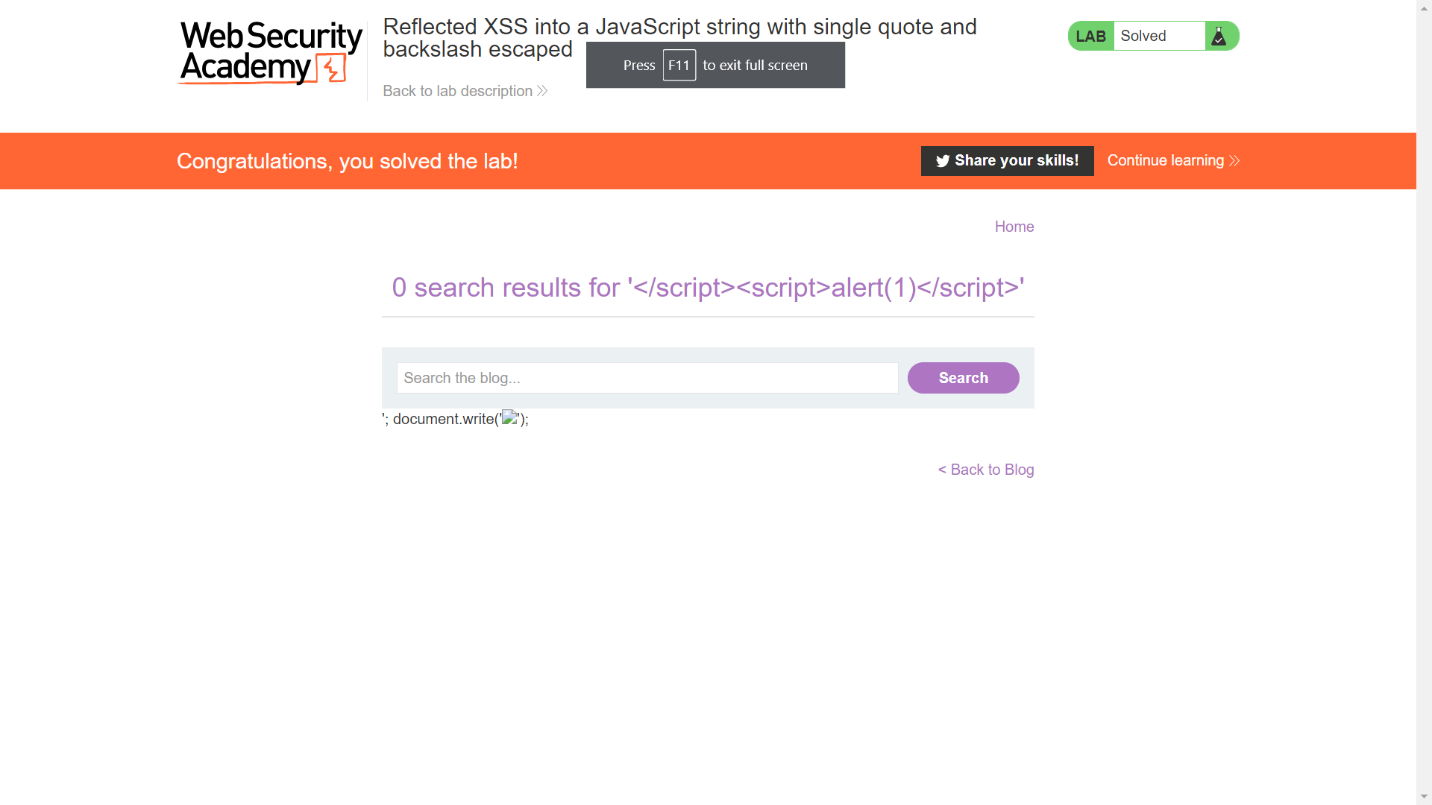 Web Security
Academy
Reflected XSS into a JavaScript string with single quote and
backslash escaped
Back to lab description
Press F11 to exit full screen
LAB Solved
Congratulations, you solved the lab!
Share your skills!
Continue learning
Home
0 search results for '</script><script>alert(1)</script>'
Search the blog...
Search
'; document.write('');
< Back to Blog